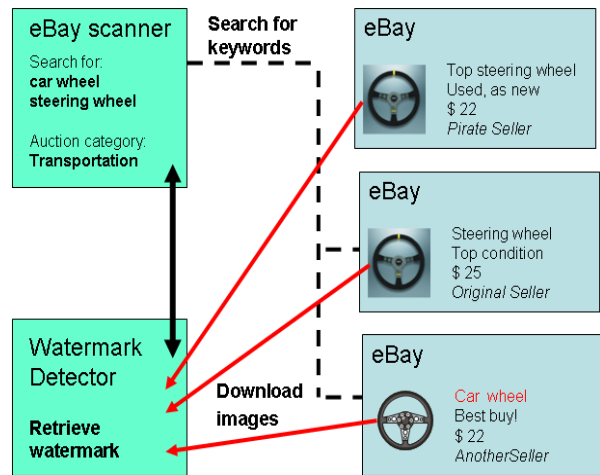 eBay scanner
Search for:
car wheel
steering wheel
Auction category:
Transportation
Search for
keywords
eBay
Top steering wheel
Used, as new
$ 22
Pirate Seller
eBay
Steering wheel
Top condition
$ 25
Original Seller
Watermark
Detector
Retrieve
watermark
Download
images
eBay
Car wheel
Best buy!
$ 22
AnotherSeller